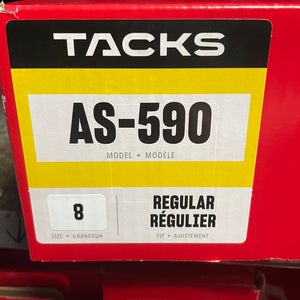 TACKS
AS-590
MODEL • MODÈLE
8
SIZE • GRANDEUR
REGULAR
RÉGULIER
FIT • AJUSTEMENT